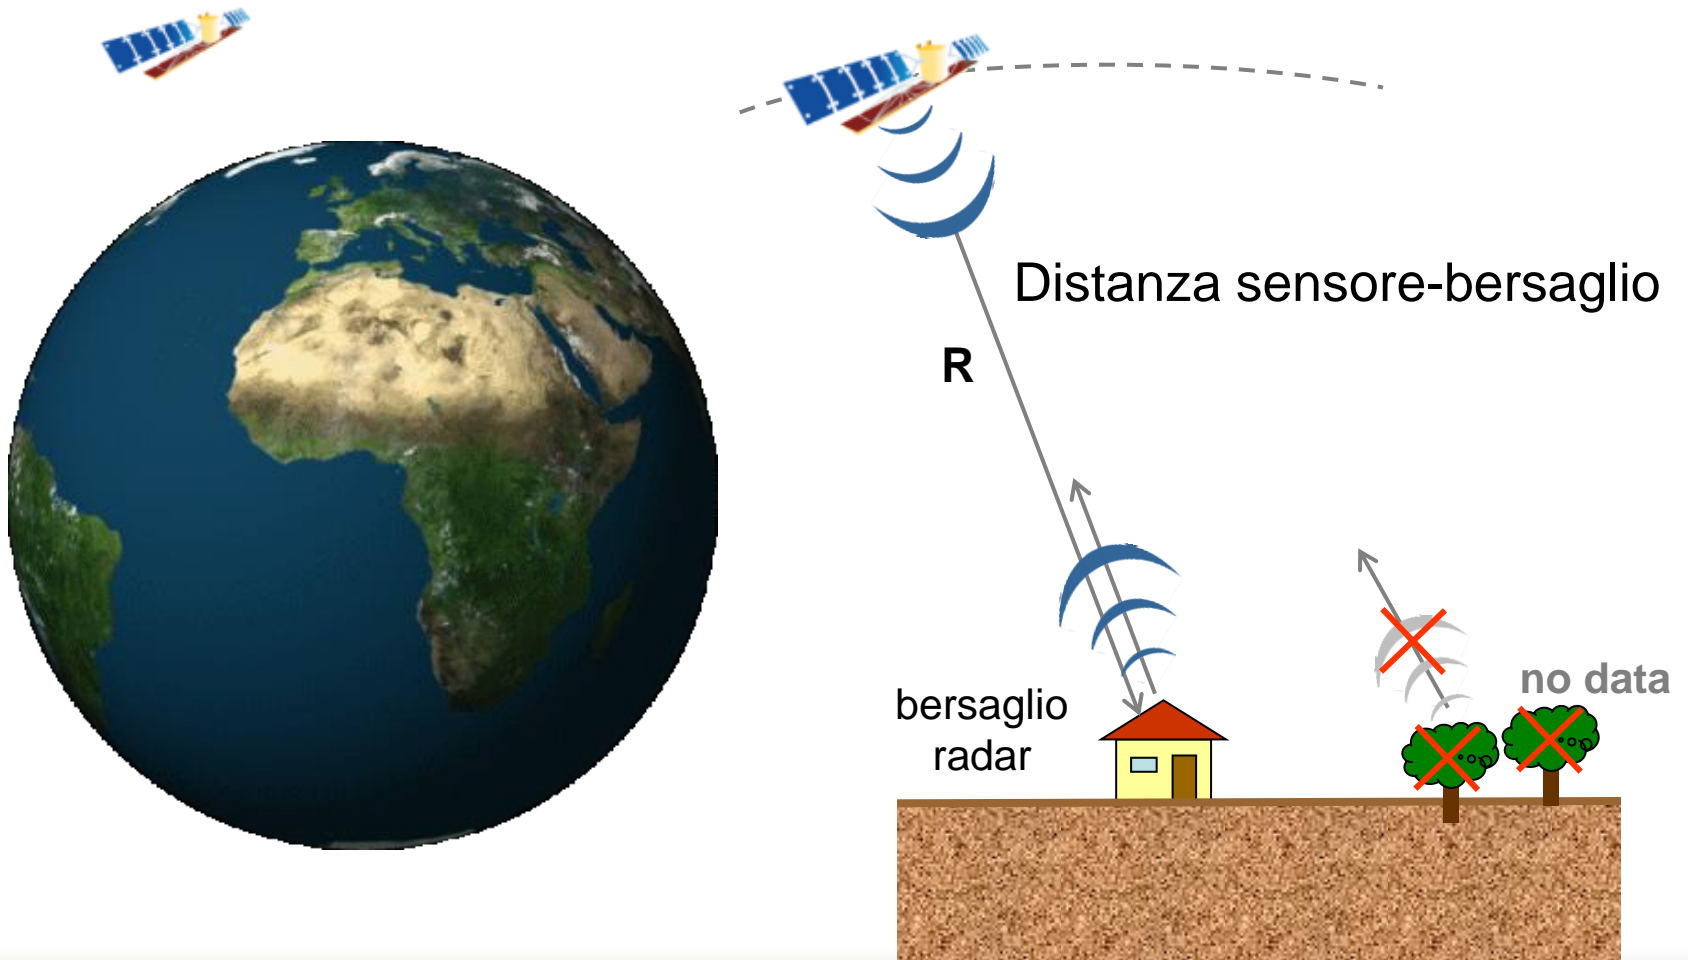 Distanza sensore-bersaglio
R
no data
bersaglio
radar